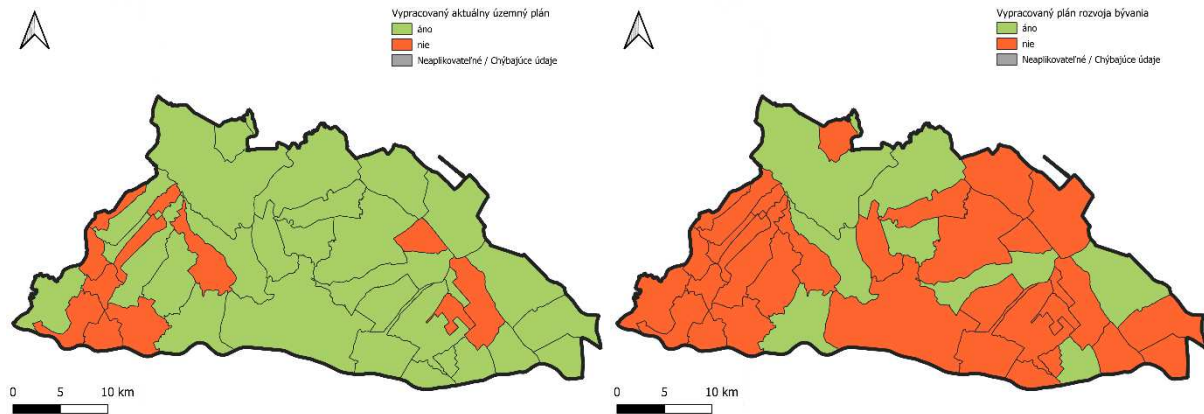 Vypracovaný aktuálny územný plán
áno
nie
Neaplikovateľné / Chýbajúce údaje
0 5 10 km
Vypracovaný plán rozvoja bývania
áno
nie
Neaplikovateľné / Chýbajúce údaje
0 5 10 km